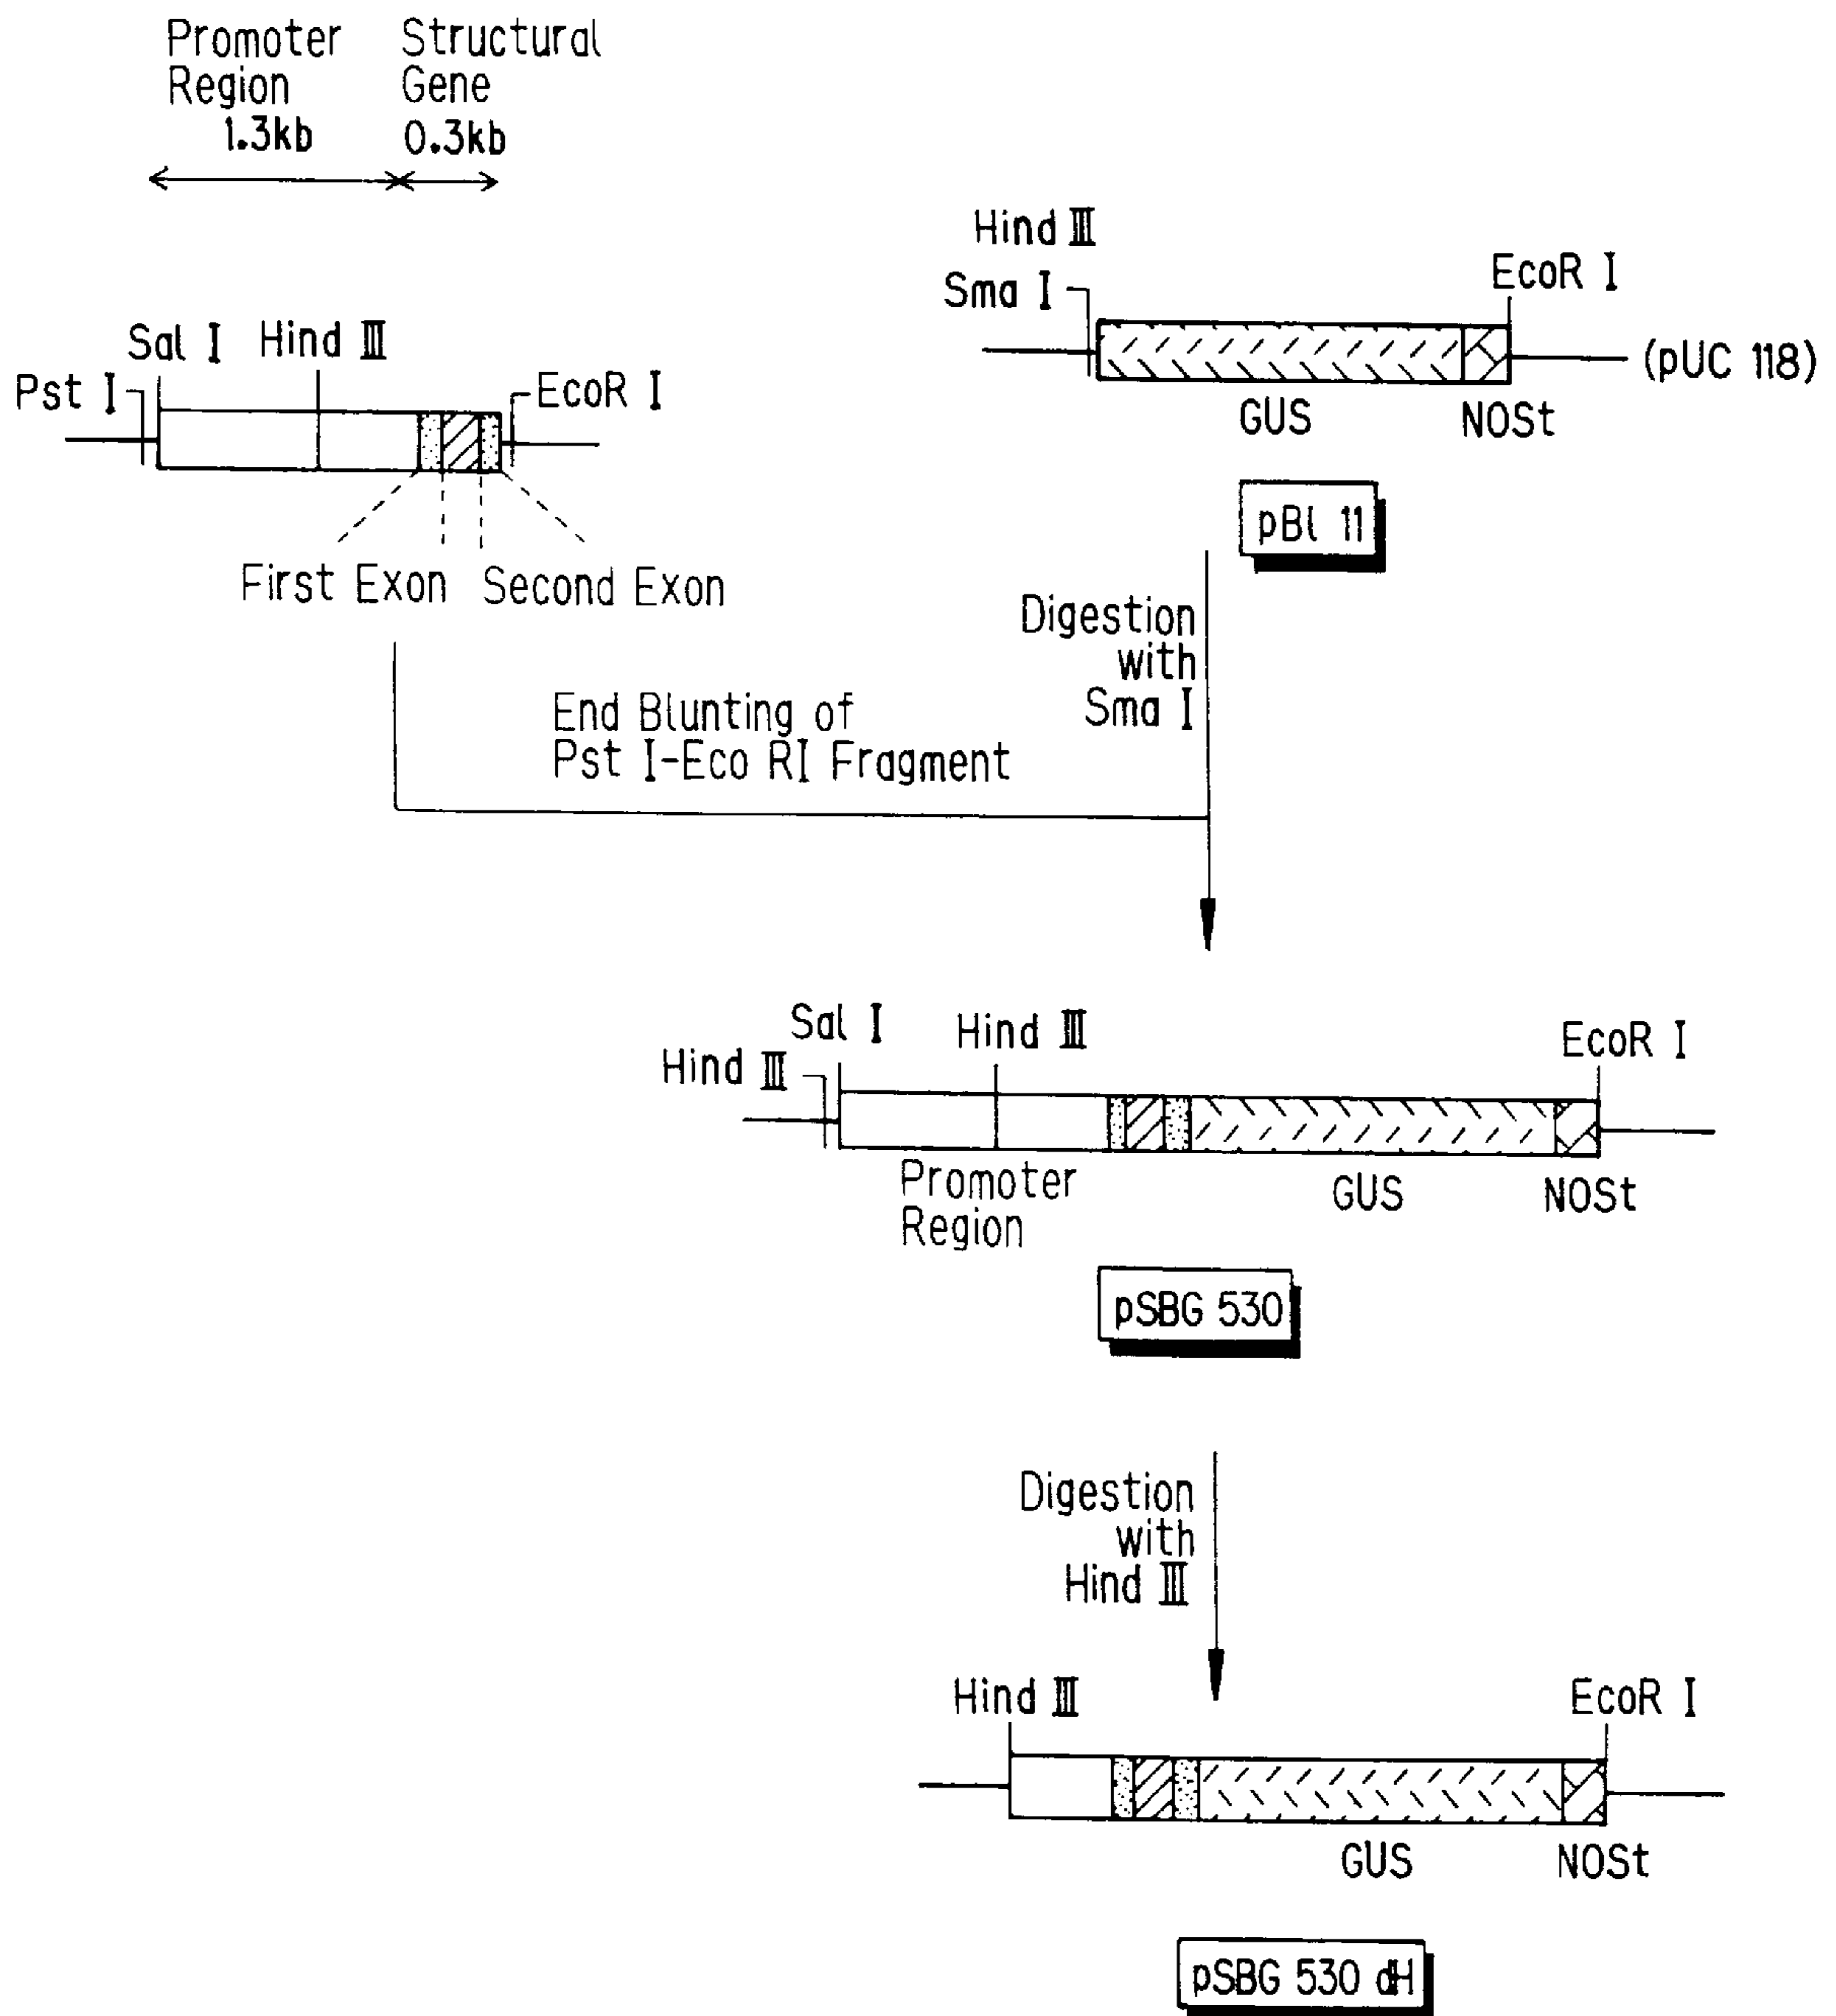 Promoter Region 1.3kb
Structural Gene 0.3kb
Hind III
Sma I
EcoR I
(pUC 118)
GUS
NOSt
pBl 11
Sal I
Hind III
Pst I
EcoR I
First Exon
Second Exon
Digestion
with
Sma I
End Blunting of
Pst I-Eco RI Fragment
Sal I
Hind III
Hind III
EcoR I
Promoter
Region
GUS
NOSt
pSBG 530
Digestion
with
Hind III
Hind III
EcoR I
GUS
NOSt
pSBG 530 dH